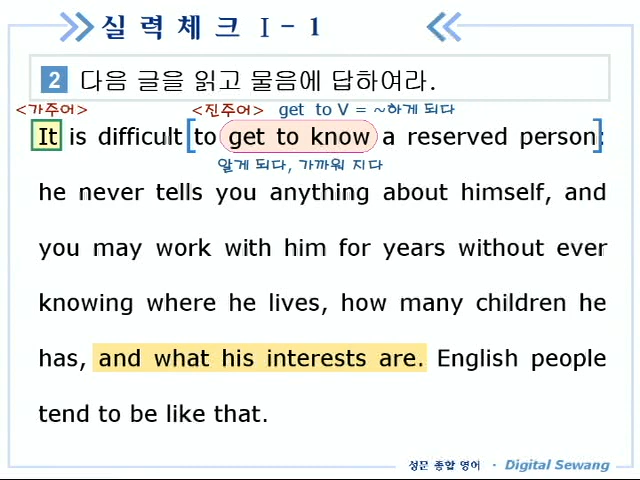 실 력 체 크 Ⅰ - 1
2 다음 글을 읽고 물음에 답하여라.
<가주어> <진주어> get to V = ~하게 되다
It is difficult [to get to know a reserved person:]
알게 되다, 가까워 지다
he never tells you anything about himself, and
you may work with him for years without ever
knowing where he lives, how many children he
has, and what his interests are. English people
tend to be like that.
성문 종합 영어 · Digital Sewang